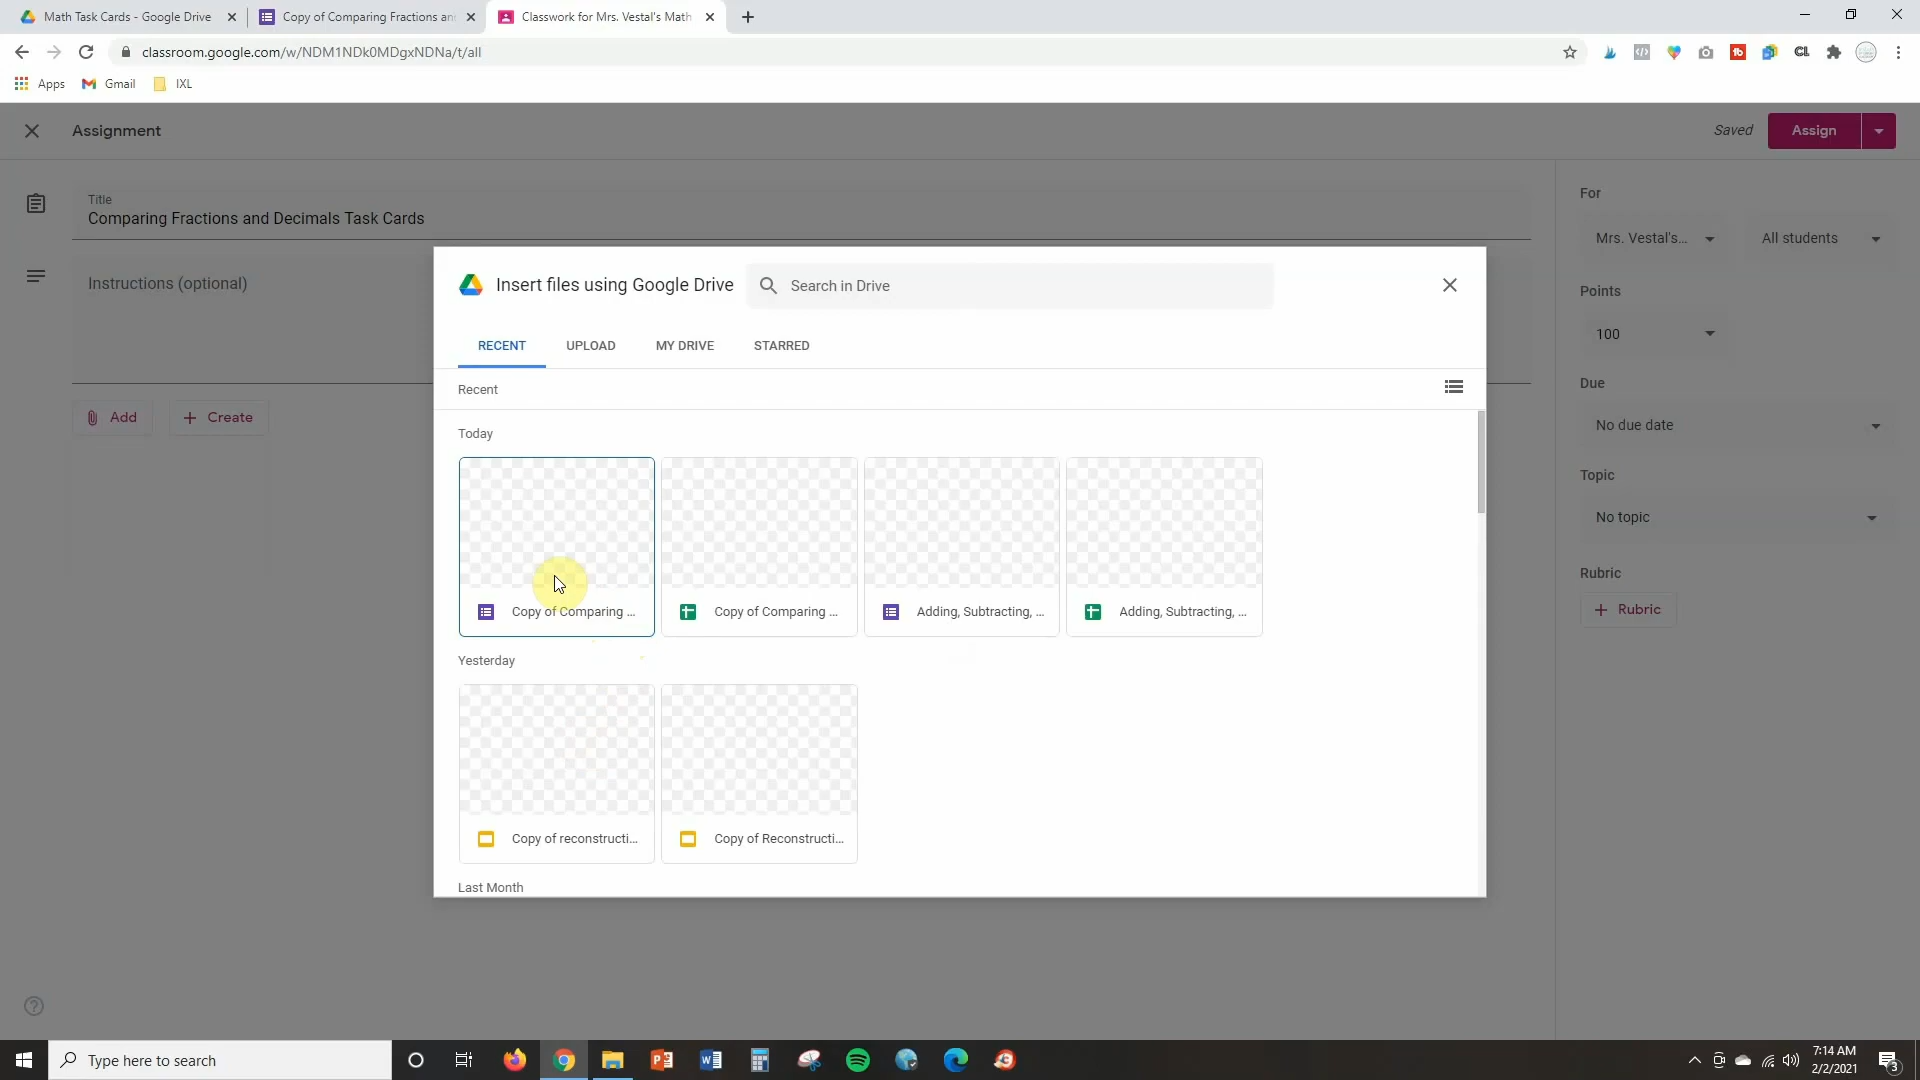 Math Task Cards - Google Drive
Copy of Comparing Fractions an
Classwork for Mrs. Vestal's Math
classroom.google.com/w/NDM1NDk0MDgxNDNa/t/all
Apps
Gmail
IXL
Assignment
Saved
Assign
Title
Comparing Fractions and Decimals Task Cards
Instructions (optional)
Add
Create
For
Mrs. Vestal's...
All students
Points
100
Due
No due date
Topic
No topic
Rubric
Rubric
Insert files using Google Drive
Search in Drive
RECENT
UPLOAD
MY DRIVE
STARRED
Recent
Today
Copy of Comparing ...
Copy of Comparing ...
Adding, Subtracting, ...
Adding, Subtracting, ...
Yesterday
Copy of reconstructi...
Copy of Reconstructi...
Last Month
Type here to search
7:14 AM
2/2/2021
3